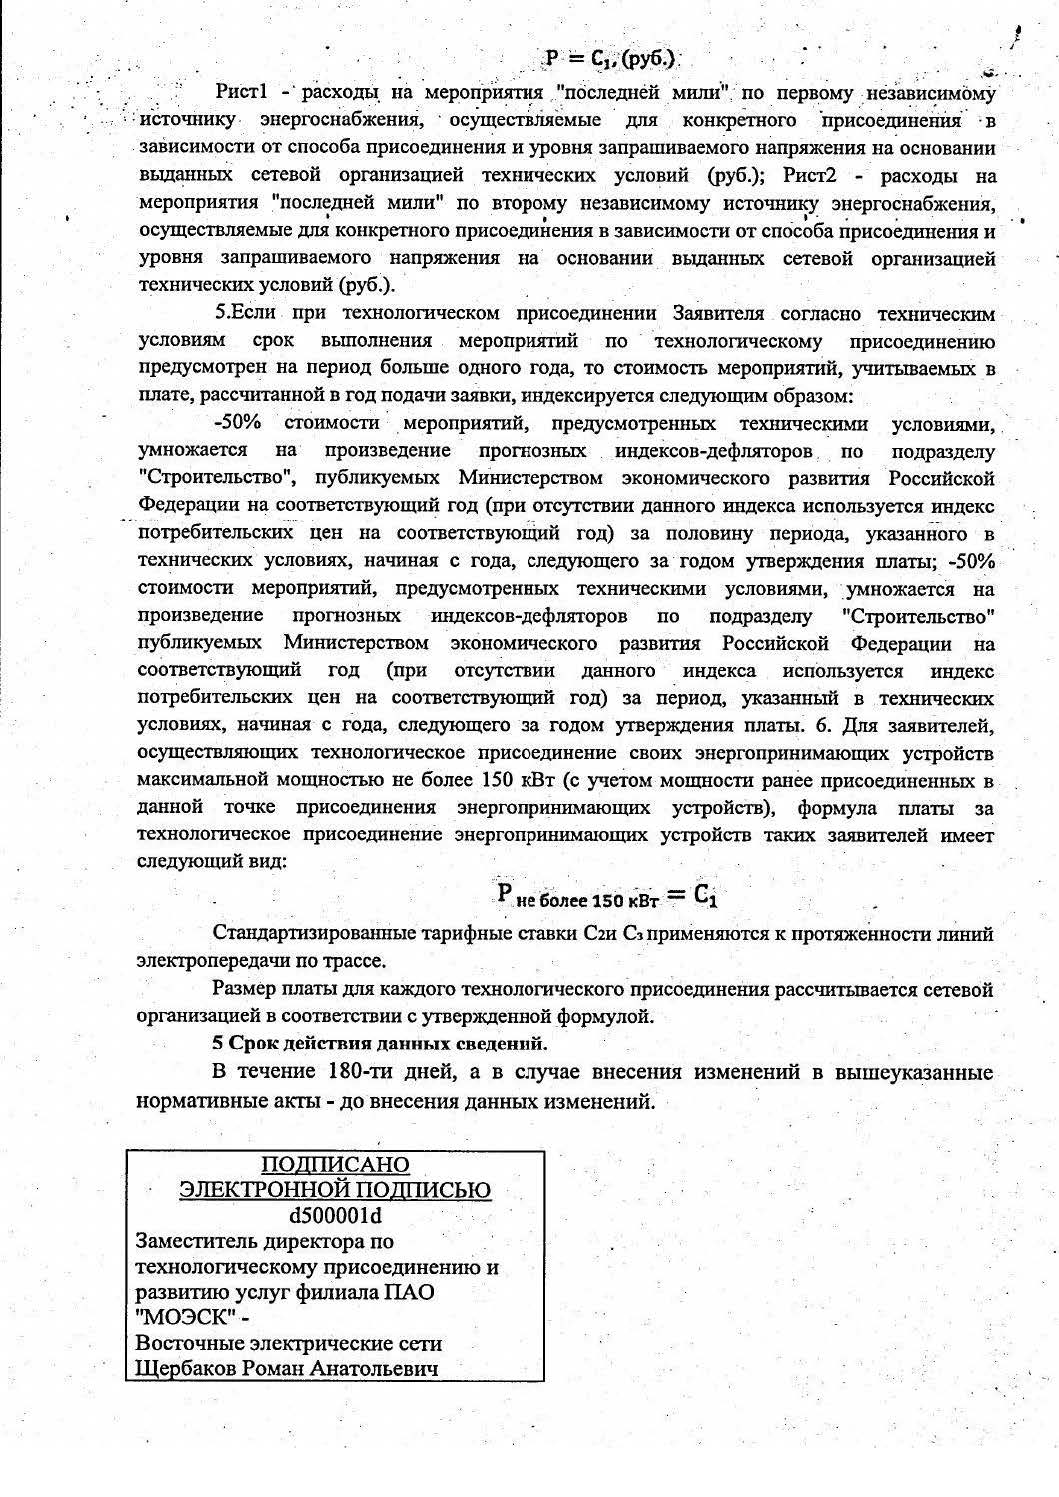 P = C1, (руб.)
Рист1 - расходы на мероприятия "последней мили" по первому независимому
источнику энергоснабжения, осуществляемые для конкретного присоединения в
зависимости от способа присоединения и уровня запрашиваемого напряжения на основании
выданных сетевой организацией технических условий (руб.); Рист2 - расходы на
мероприятия "последней мили" по второму независимому источнику энергоснабжения,
осуществляемые для конкретного присоединения в зависимости от способа присоединения и
уровня запрашиваемого напряжения на основании выданных сетевой организацией
технических условий (руб.).
5.Если при технологическом присоединении Заявителя согласно техническим
условиям срок выполнения мероприятий по технологическому присоединению
предусмотрен на период больше одного года, то стоимость мероприятий, учитываемых в
плате, рассчитанной в год подачи заявки, индексируется следующим образом:
-50% стоимости мероприятий, предусмотренных техническими условиями,
умножается на произведение прогнозных индексов-дефляторов по подразделу
"Строительство", публикуемых Министерством экономического развития Российской
Федерации на соответствующий год (при отсутствии данного индекса используется индекс
потребительских цен на соответствующий год) за половину периода, указанного в
технических условиях, начиная с года, следующего за годом утверждения платы; -50%
стоимости мероприятий, предусмотренных техническими условиями, умножается на
произведение прогнозных индексов-дефляторов по подразделу "Строительство"
публикуемых Министерством экономического развития Российской Федерации на
соответствующий год (при отсутствии данного индекса используется индекс
потребительских цен на соответствующий год) за период, указанный в технических
условиях, начиная с года, следующего за годом утверждения платы. 6. Для заявителей,
осуществляющих технологическое присоединение своих энергопринимающих устройств
максимальной мощностью не более 150 кВт (с учетом мощности ранее присоединенных в
данной точке присоединения энергопринимающих устройств), формула платы за
технологическое присоединение энергопринимающих устройств таких заявителей имеет
следующий вид:
P не более 150 кВт = C1
Стандартизированные тарифные ставки С2и С3 применяются к протяженности линий
электропередачи по трассе.
Размер платы для каждого технологического присоединения рассчитывается сетевой
организацией в соответствии с утвержденной формулой.
5 Срок действия данных сведений.
В течение 180-ти дней, а в случае внесения изменений в вышеуказанные
нормативные акты - до внесения данных изменений.
ПОДПИСАНО
ЭЛЕКТРОННОЙ ПОДПИСЬЮ
d500001d
Заместитель директора по
технологическому присоединению и
развитию услуг филиала ПАО
"МОЭСК" -
Восточные электрические сети
Щербаков Роман Анатольевич